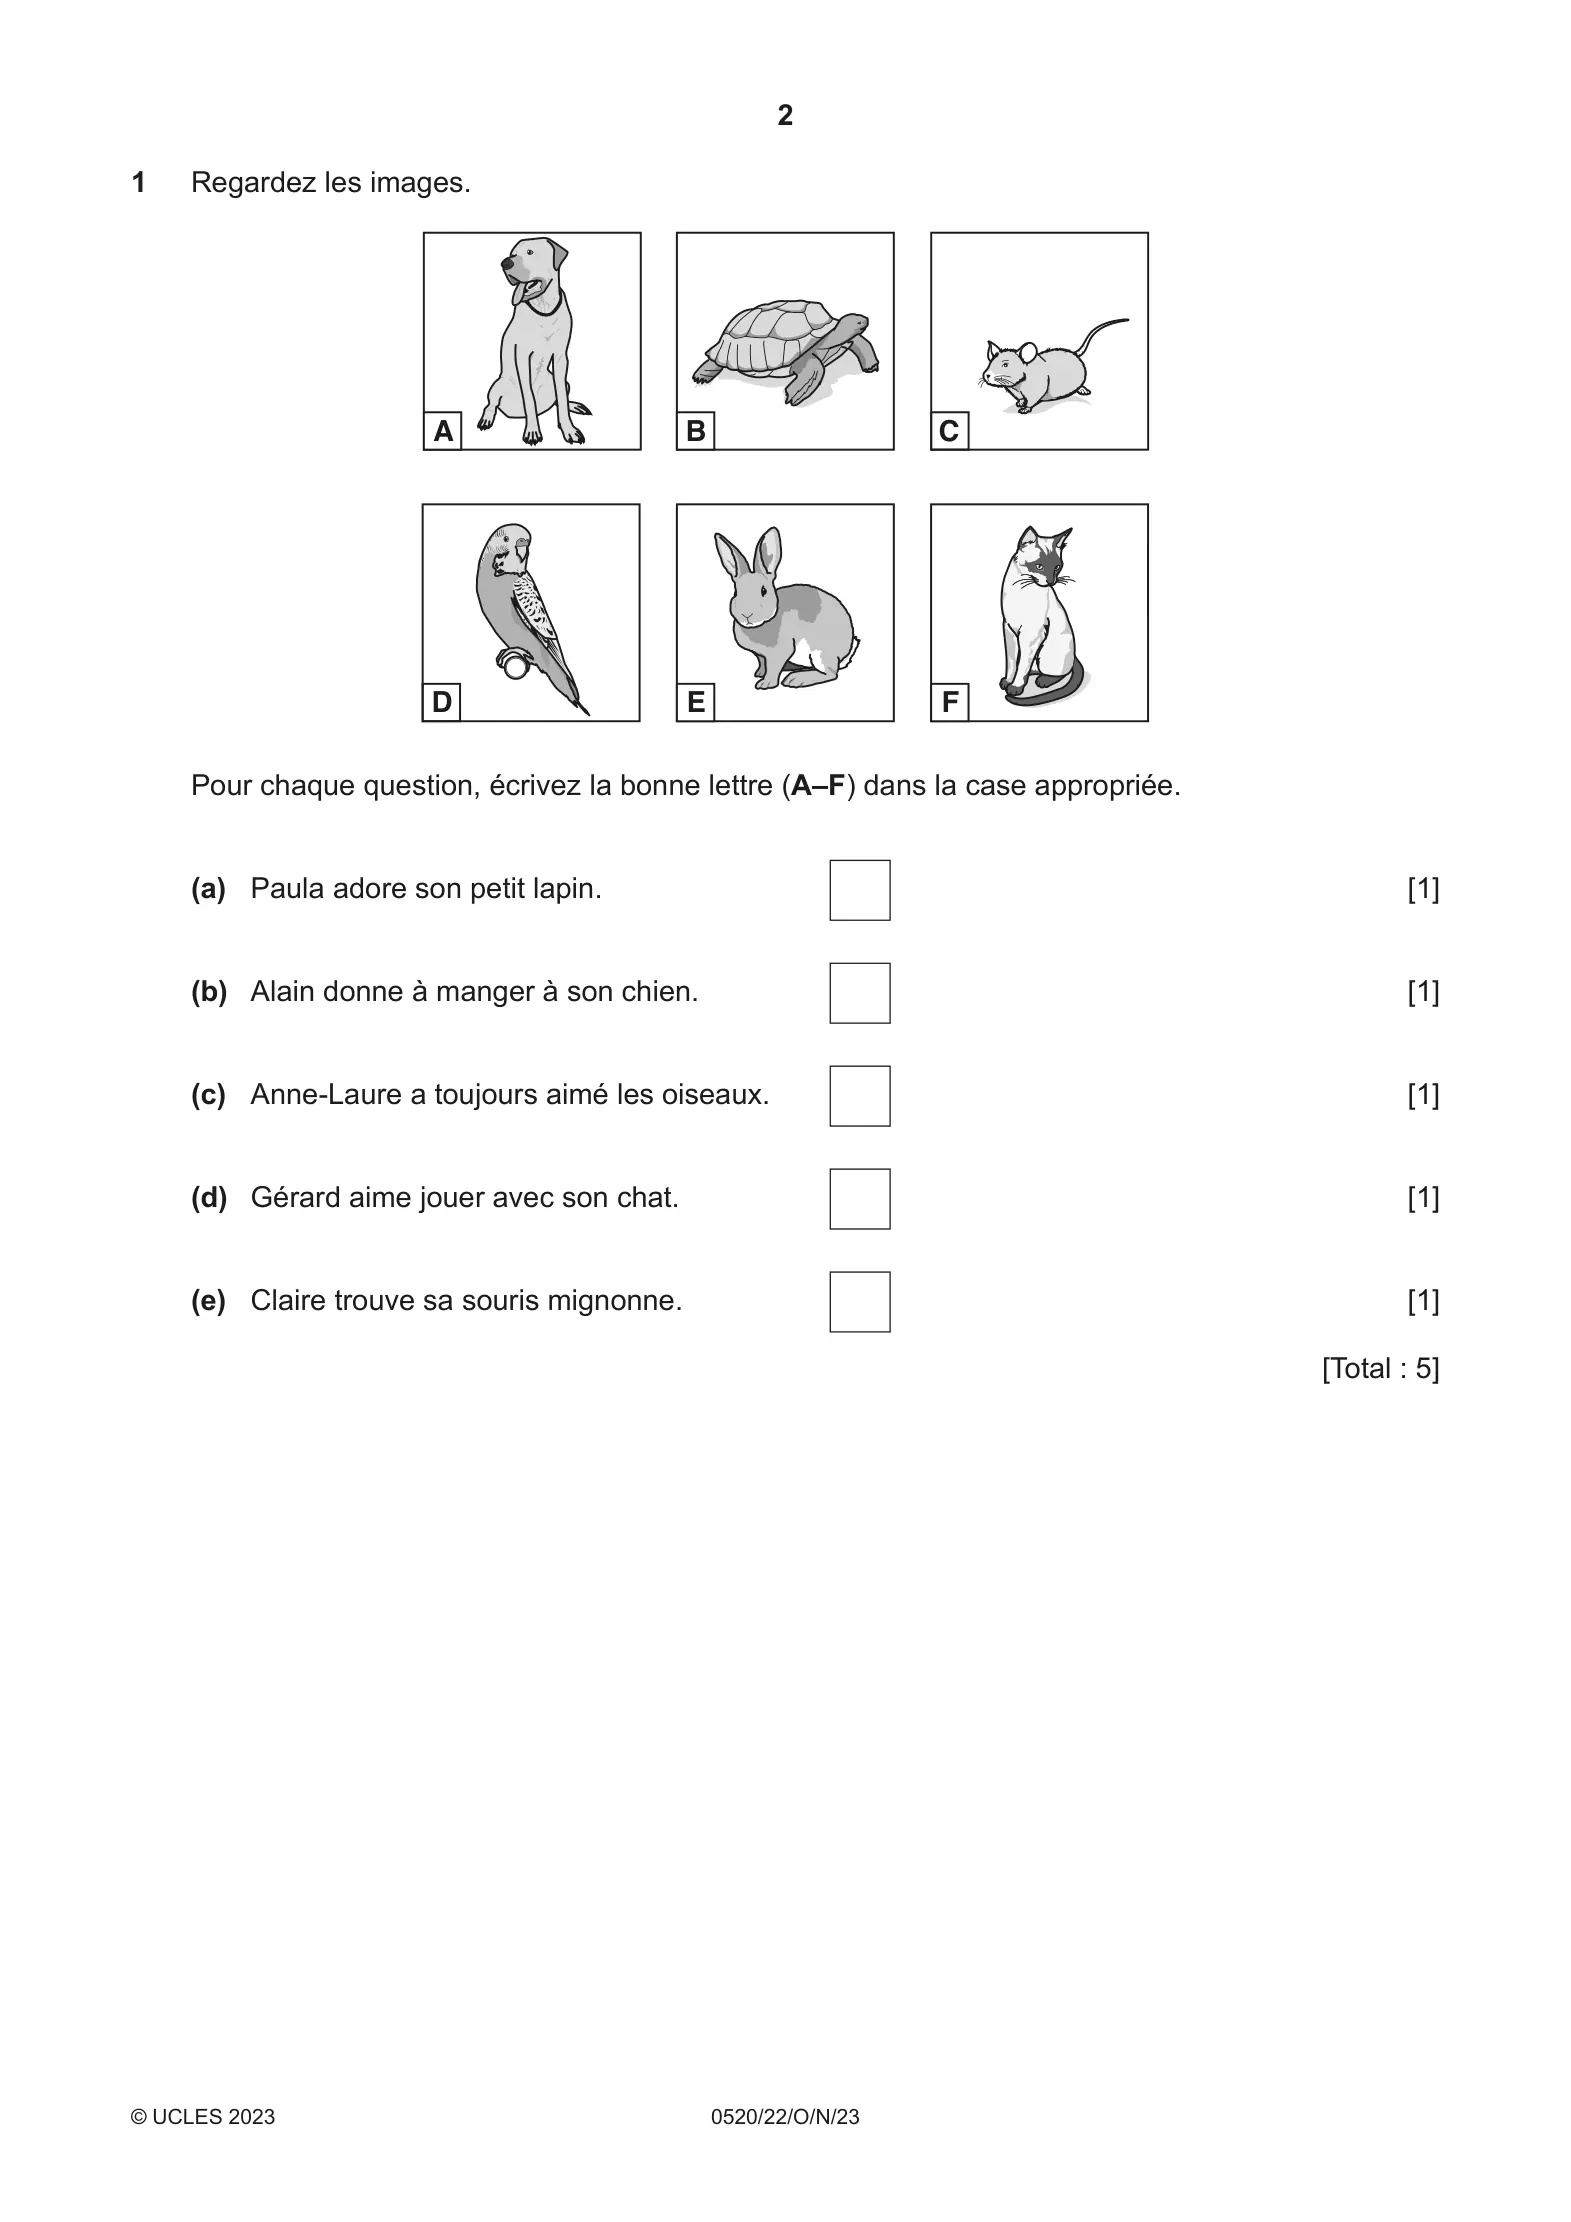 2
1 Regardez les images.
A B C
D E F
Pour chaque question, écrivez la bonne lettre (A–F) dans la case appropriée.
(a) Paula adore son petit lapin. [1]
(b) Alain donne à manger à son chien. [1]
(c) Anne-Laure a toujours aimé les oiseaux. [1]
(d) Gérard aime jouer avec son chat. [1]
(e) Claire trouve sa souris mignonne. [1]
[Total : 5]
© UCLES 2023 0520/22/O/N/23